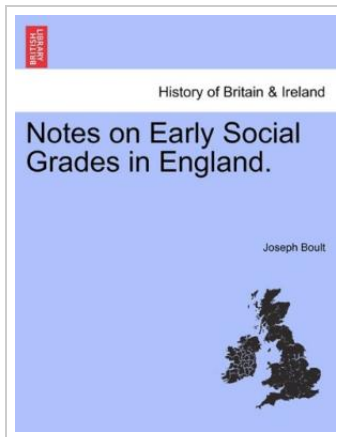 BRITISH
LIBRARY
History of Britain & Ireland
Notes on Early Social
Grades in England.
Joseph Boult